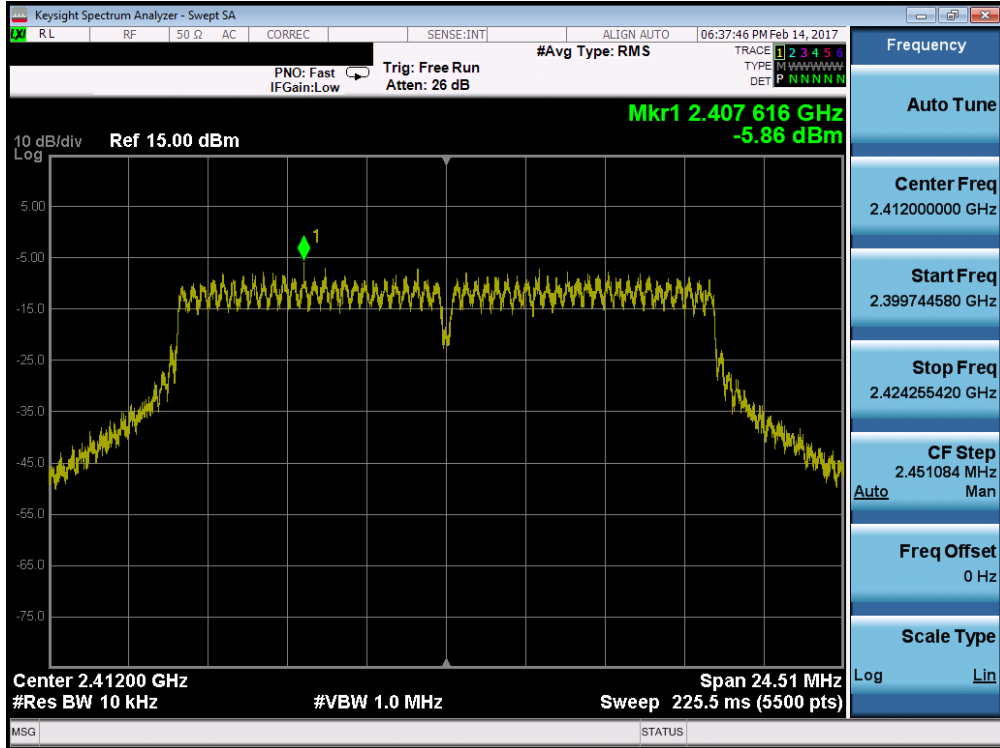 Keysight Spectrum Analyzer - Swept SA
LXI RL RF 50 Ω AC CORREC SENSE:INT ALIGN AUTO 06:37:46 PM Feb 14, 2017
#Avg Type: RMS TRACE 1 2 3 4 5 6
PNO: Fast Trig: Free Run TYPE M WWWWW
IFGain:Low Atten: 26 dB DET P N N N N N
Mkr1 2.407 616 GHz
-5.86 dBm
10 dB/div Ref 15.00 dBm
Log
5.00
1
-5.00
-15.0
-25.0
-35.0
-45.0
-55.0
-65.0
-75.0
Center 2.41200 GHz Span 24.51 MHz
#Res BW 10 kHz #VBW 1.0 MHz Sweep 225.5 ms (5500 pts)
MSG STATUS
Frequency
Auto Tune
Center Freq
2.412000000 GHz
Start Freq
2.399744580 GHz
Stop Freq
2.424255420 GHz
CF Step
2.451084 MHz
Auto Man
Freq Offset
0 Hz
Scale Type
Log Lin